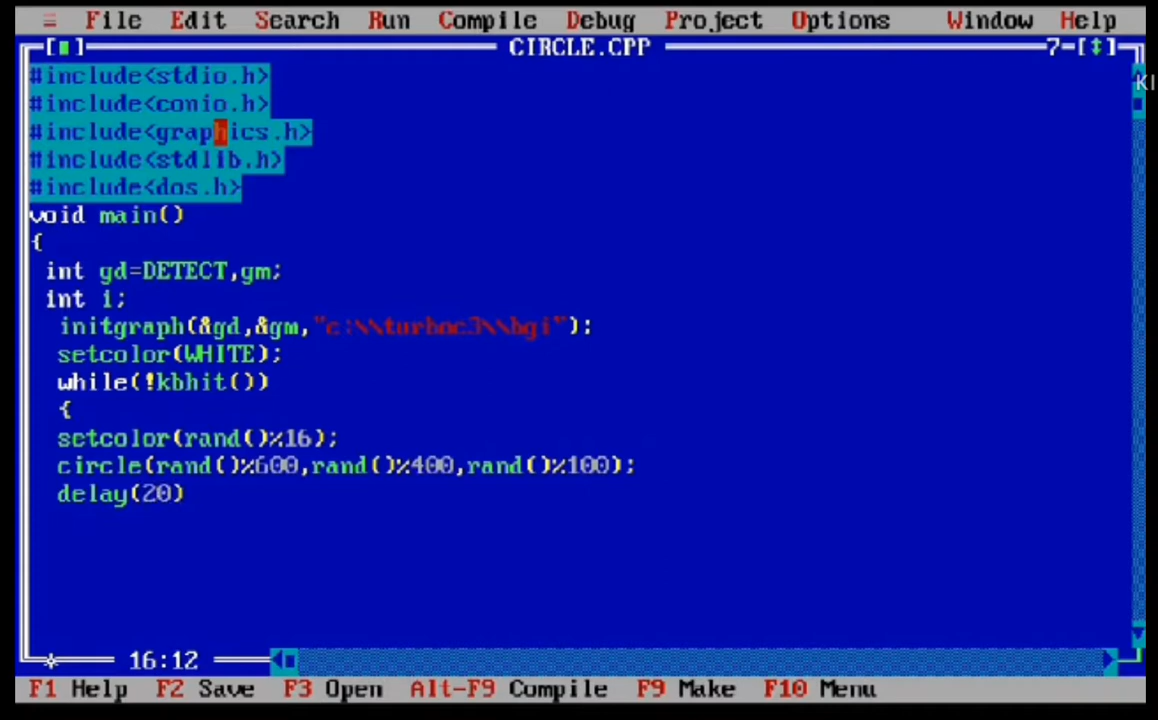 ≡ File Edit Search Run Compile Debug Project Options Window Help
[■] CIRCLE.CPP 7-[↕]
#include<stdio.h>
#include<conio.h>
#include<graphics.h>
#include<stdlib.h>
#include<dos.h>
void main()
{
int gd=DETECT,gm;
int i;
initgraph(&gd,&gm,"c:\\turboc3\\bgi");
setcolor(WHITE);
while(!kbhit())
{
setcolor(rand()%16);
circle(rand()%600,rand()%400,rand()%100);
delay(20)
16:12
F1 Help F2 Save F3 Open Alt-F9 Compile F9 Make F10 Menu